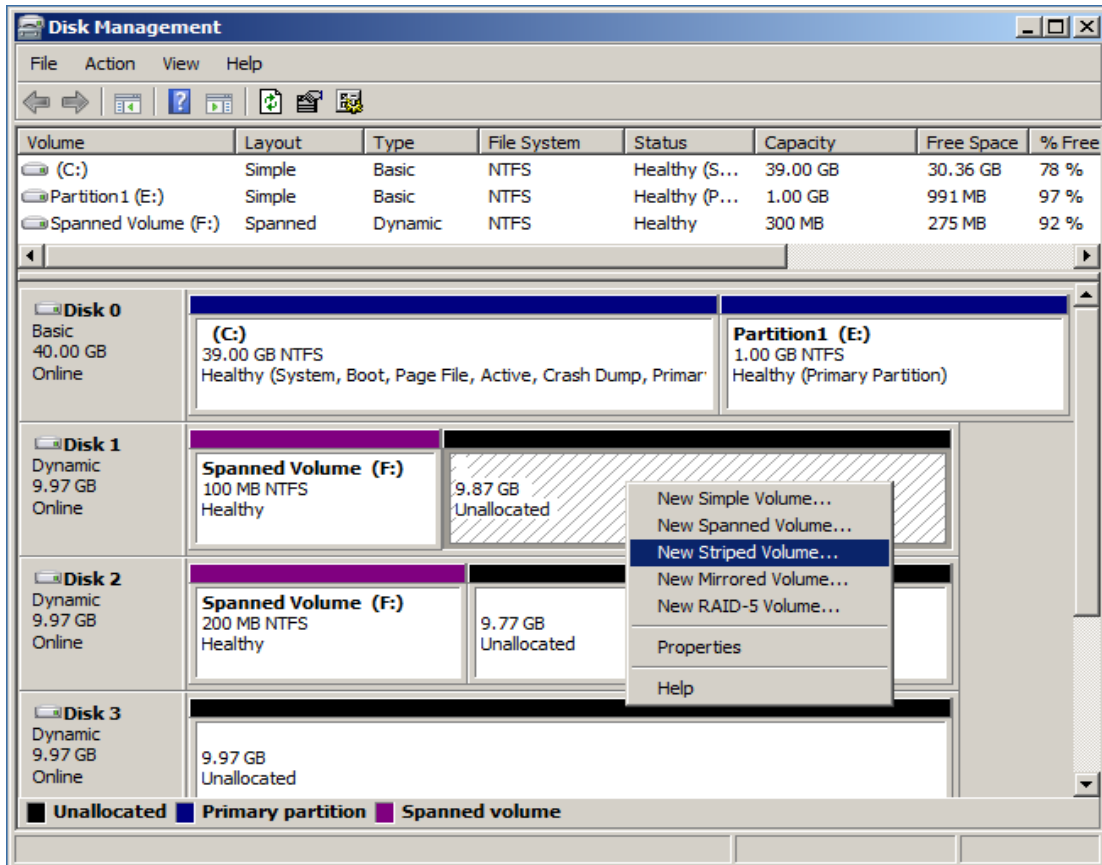 Disk Management
File Action View Help
Volume Layout Type File System Status Capacity Free Space % Free
(C:) Simple Basic NTFS Healthy (S... 39.00 GB 30.36 GB 78 %
Partition1 (E:) Simple Basic NTFS Healthy (P... 1.00 GB 991 MB 97 %
Spanned Volume (F:) Spanned Dynamic NTFS Healthy 300 MB 275 MB 92 %
Disk 0
Basic
40.00 GB
Online
(C:)
39.00 GB NTFS
Healthy (System, Boot, Page File, Active, Crash Dump, Primar
Partition1 (E:)
1.00 GB NTFS
Healthy (Primary Partition)
Disk 1
Dynamic
9.97 GB
Online
Spanned Volume (F:)
100 MB NTFS
Healthy
9.87 GB
Unallocated
New Simple Volume...
New Spanned Volume...
New Striped Volume...
New Mirrored Volume...
New RAID-5 Volume...
Properties
Help
Disk 2
Dynamic
9.97 GB
Online
Spanned Volume (F:)
200 MB NTFS
Healthy
9.77 GB
Unallocated
Disk 3
Dynamic
9.97 GB
Online
9.97 GB
Unallocated
Unallocated Primary partition Spanned volume